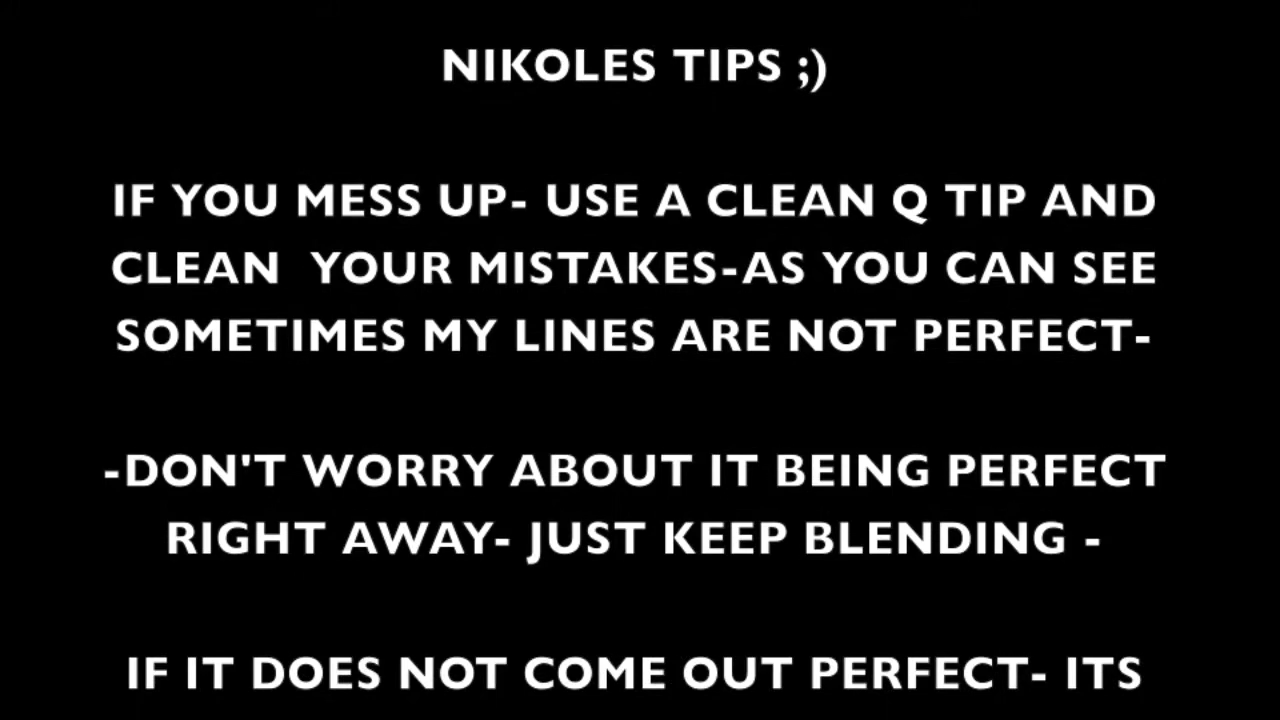 NIKOLES TIPS ;)
IF YOU MESS UP- USE A CLEAN Q TIP AND
CLEAN  YOUR MISTAKES-AS YOU CAN SEE
SOMETIMES MY LINES ARE NOT PERFECT-
-DON'T WORRY ABOUT IT BEING PERFECT
RIGHT AWAY- JUST KEEP BLENDING -
IF IT DOES NOT COME OUT PERFECT- ITS